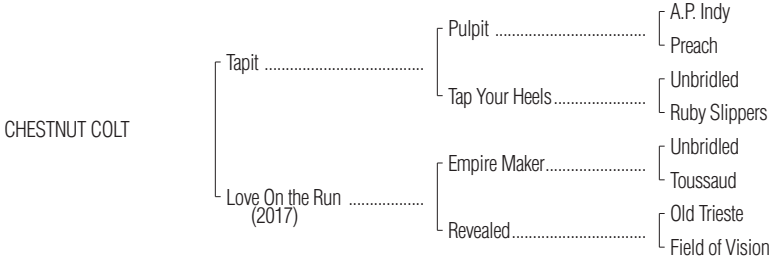 A.P. Indy
Pulpit ....................................
Preach
Tapit ......................................
Unbridled
Tap Your Heels......................
Ruby Slippers
CHESTNUT COLT
Unbridled
Empire Maker........................
Toussaud
Love On the Run ..................
(2017)
Old Trieste
Revealed................................
Field of Vision